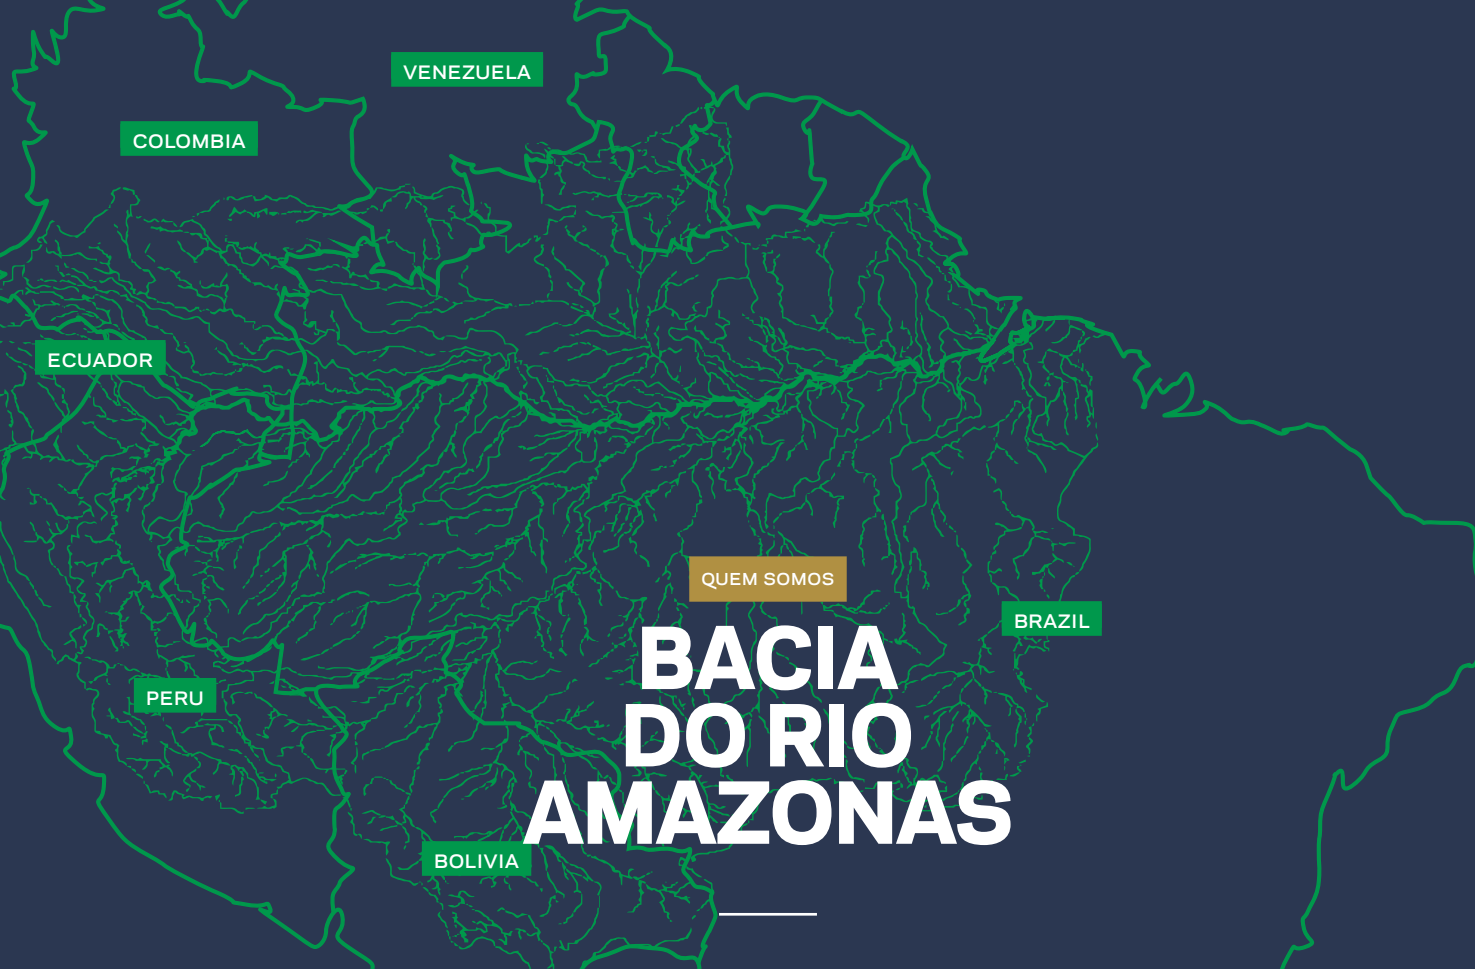 VENEZUELA
COLOMBIA
ECUADOR
QUEM SOMOS
BRAZIL
BACIA
DO RIO
AMAZONAS
PERU
BOLIVIA